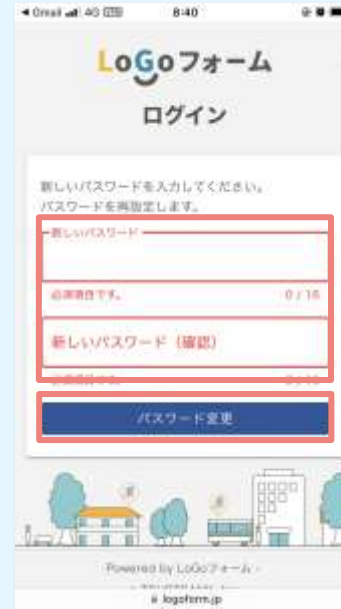 Gmail 4G 8:40
LoGoフォーム
ログイン
新しいパスワードを入力してください。
パスワードを再設定します。
新しいパスワード
必須項目です。 0 / 16
新しいパスワード（確認）
パスワード変更
Powered by LoGoフォーム
logoform.jp